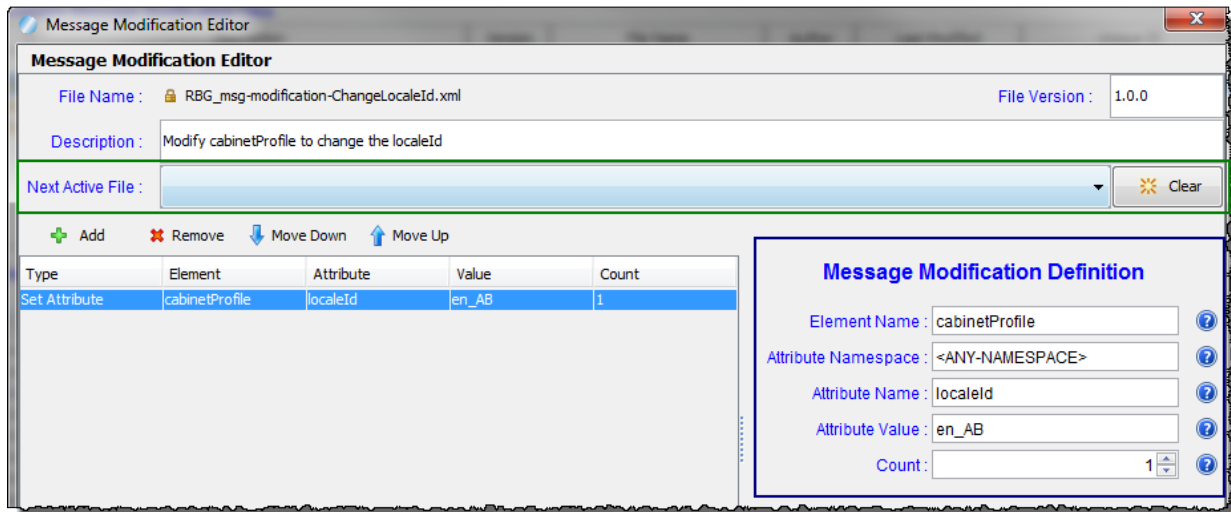 Message Modification Editor
Message Modification Editor
File Name : RBG_msg-modification-ChangeLocaleId.xml File Version : 1.0.0
Description : Modify cabinetProfile to change the localeId
Next Active File : Clear
Add Remove Move Down Move Up
Type Element Attribute Value Count
Set Attribute cabinetProfile localeId en_AB 1
Message Modification Definition
Element Name : cabinetProfile
Attribute Namespace : <ANY-NAMESPACE>
Attribute Name : localeId
Attribute Value : en_AB
Count : 1